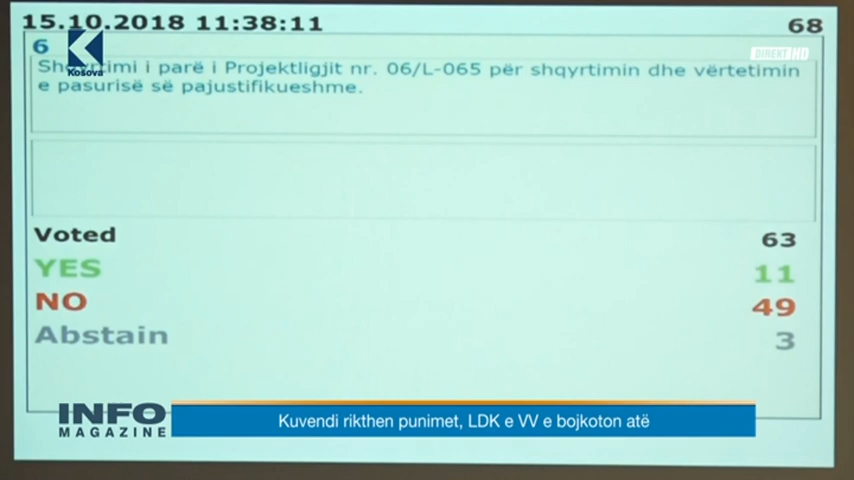 15.10.2018 11:38:11 68
6
Kosova
DIREKT HD
Shqyrtimi i parë i Projektligjit nr. 06/L-065 për shqyrtimin dhe vërtetimin
e pasurisë së pajustifikueshme.
Voted 63
YES 11
NO 49
Abstain 3
INFO
MAGAZINE
Kuvendi rikthen punimet, LDK e VV e bojkoton atë